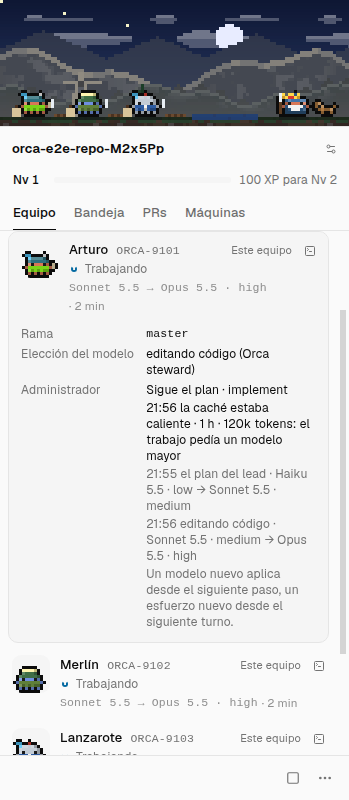 orca-e2e-repo-M2x5Pp
Nv 1
100 XP para Nv 2
Equipo Bandeja PRs Máquinas
Arturo ORCA-9101 Este equipo
Trabajando
Sonnet 5.5 → Opus 5.5 · high
· 2 min
Rama master
Elección del modelo editando código (Orca
steward)
Administrador Sigue el plan · implement
21:56 la caché estaba
caliente · 1 h · 120k tokens: el
trabajo pedía un modelo
mayor
21:55 el plan del lead · Haiku
5.5 · low → Sonnet 5.5 ·
medium
21:56 editando código ·
Sonnet 5.5 · medium → Opus
5.5 · high
Un modelo nuevo aplica
desde el siguiente paso, un
esfuerzo nuevo desde el
siguiente turno.
Merlín ORCA-9102 Este equipo
Trabajando
Sonnet 5.5 → Opus 5.5 · high · 2 min
Lanzarote ORCA-9103 Este equipo
Trabajando